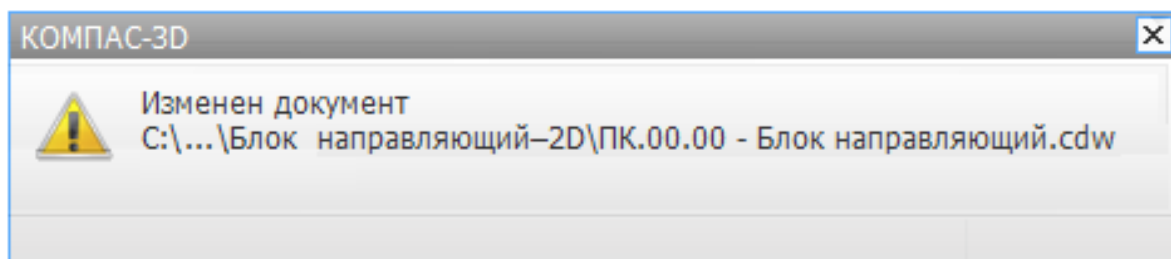 КОМПАС-3D
Изменен документ
C:\...\Блок направляющий–2D\ПК.00.00 - Блок направляющий.cdw